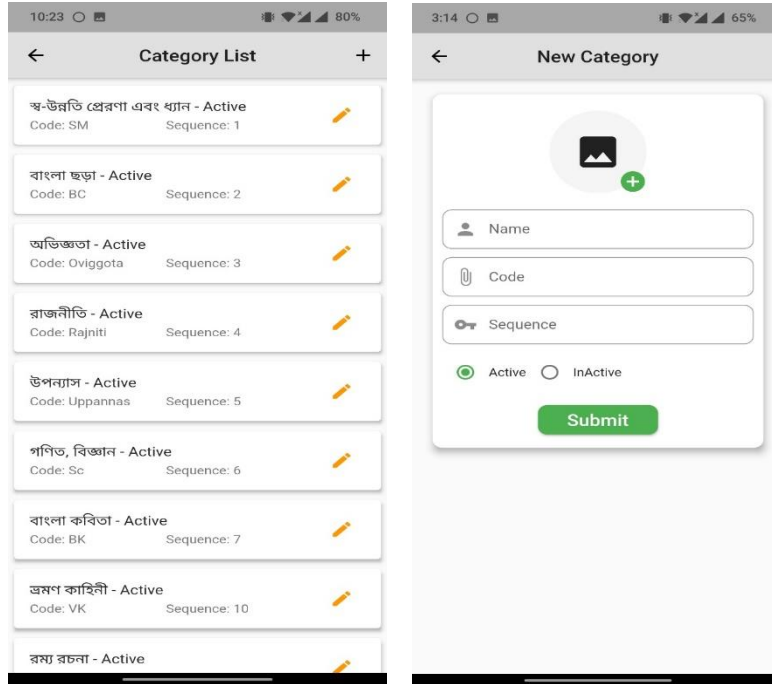 10:23 80%
Category List
স্ব-উন্নতি প্রেরণা এবং ধ্যান - Active
Code: SM Sequence: 1
বাংলা ছড়া - Active
Code: BC Sequence: 2
অভিজ্ঞতা - Active
Code: Oviggota Sequence: 3
রাজনীতি - Active
Code: Rajniti Sequence: 4
উপন্যাস - Active
Code: Uppannas Sequence: 5
গণিত, বিজ্ঞান - Active
Code: Sc Sequence: 6
বাংলা কবিতা - Active
Code: BK Sequence: 7
ভ্রমণ কাহিনী - Active
Code: VK Sequence: 10
রম্য রচনা - Active
3:14 65%
New Category
Name
Code
Sequence
Active InActive
Submit